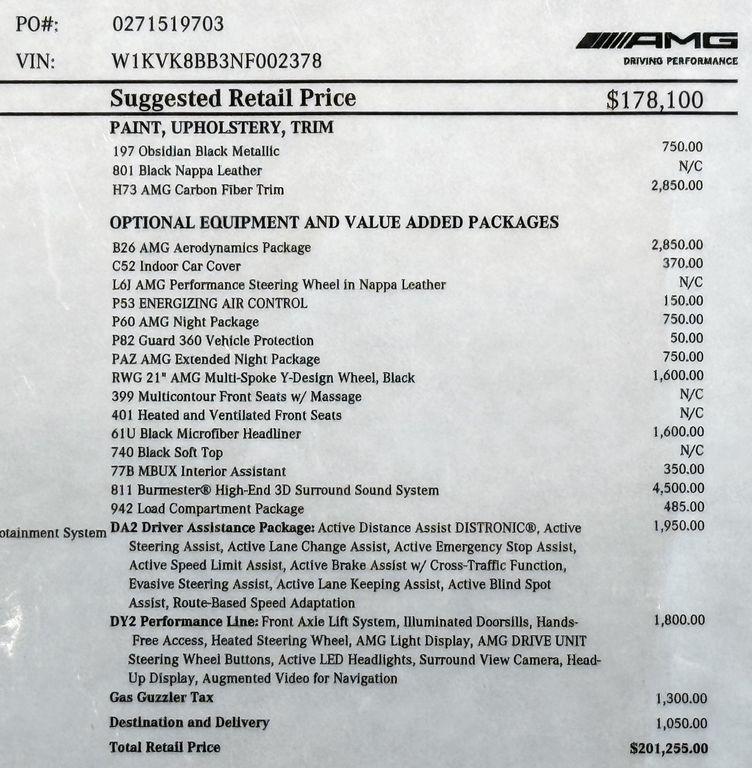 PO#: 0271519703
VIN: W1KVK8BB3NF002378
AMG
DRIVING PERFORMANCE
Suggested Retail Price $178,100
PAINT, UPHOLSTERY, TRIM
197 Obsidian Black Metallic 750.00
801 Black Nappa Leather N/C
H73 AMG Carbon Fiber Trim 2,850.00
OPTIONAL EQUIPMENT AND VALUE ADDED PACKAGES
B26 AMG Aerodynamics Package 2,850.00
C52 Indoor Car Cover 370.00
L6J AMG Performance Steering Wheel in Nappa Leather N/C
P53 ENERGIZING AIR CONTROL 150.00
P60 AMG Night Package 750.00
P82 Guard 360 Vehicle Protection 50.00
PAZ AMG Extended Night Package 750.00
RWG 21" AMG Multi-Spoke Y-Design Wheel, Black 1,600.00
399 Multicontour Front Seats w/ Massage N/C
401 Heated and Ventilated Front Seats N/C
61U Black Microfiber Headliner 1,600.00
740 Black Soft Top N/C
77B MBUX Interior Assistant 350.00
811 Burmester® High-End 3D Surround Sound System 4,500.00
942 Load Compartment Package 485.00
otainment System DA2 Driver Assistance Package: Active Distance Assist DISTRONIC®, Active 1,950.00
Steering Assist, Active Lane Change Assist, Active Emergency Stop Assist,
Active Speed Limit Assist, Active Brake Assist w/ Cross-Traffic Function,
Evasive Steering Assist, Active Lane Keeping Assist, Active Blind Spot
Assist, Route-Based Speed Adaptation
DY2 Performance Line: Front Axle Lift System, Illuminated Doorsills, Hands- 1,800.00
Free Access, Heated Steering Wheel, AMG Light Display, AMG DRIVE UNIT
Steering Wheel Buttons, Active LED Headlights, Surround View Camera, Head-
Up Display, Augmented Video for Navigation
Gas Guzzler Tax 1,300.00
Destination and Delivery 1,050.00
Total Retail Price $201,255.00